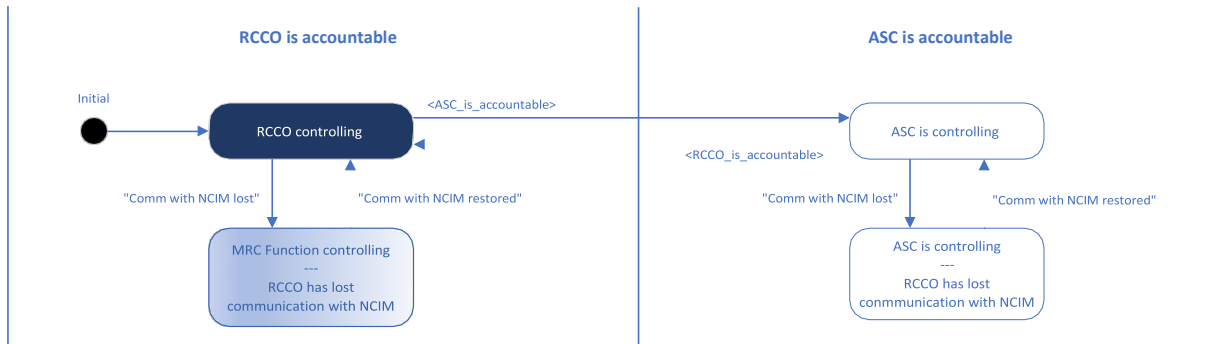 RCCO is accountable
ASC is accountable
Initial
<ASC_is_accountable>
RCCO controlling
ASC is controlling
<RCCO_is_accountable>
"Comm with NCIM lost"
"Comm with NCIM restored"
"Comm with NCIM lost"
"Comm with NCIM restored"
MRC Function controlling
---
RCCO has lost
communication with NCIM
ASC is controlling
---
RCCO has lost
conmmunication with NCIM